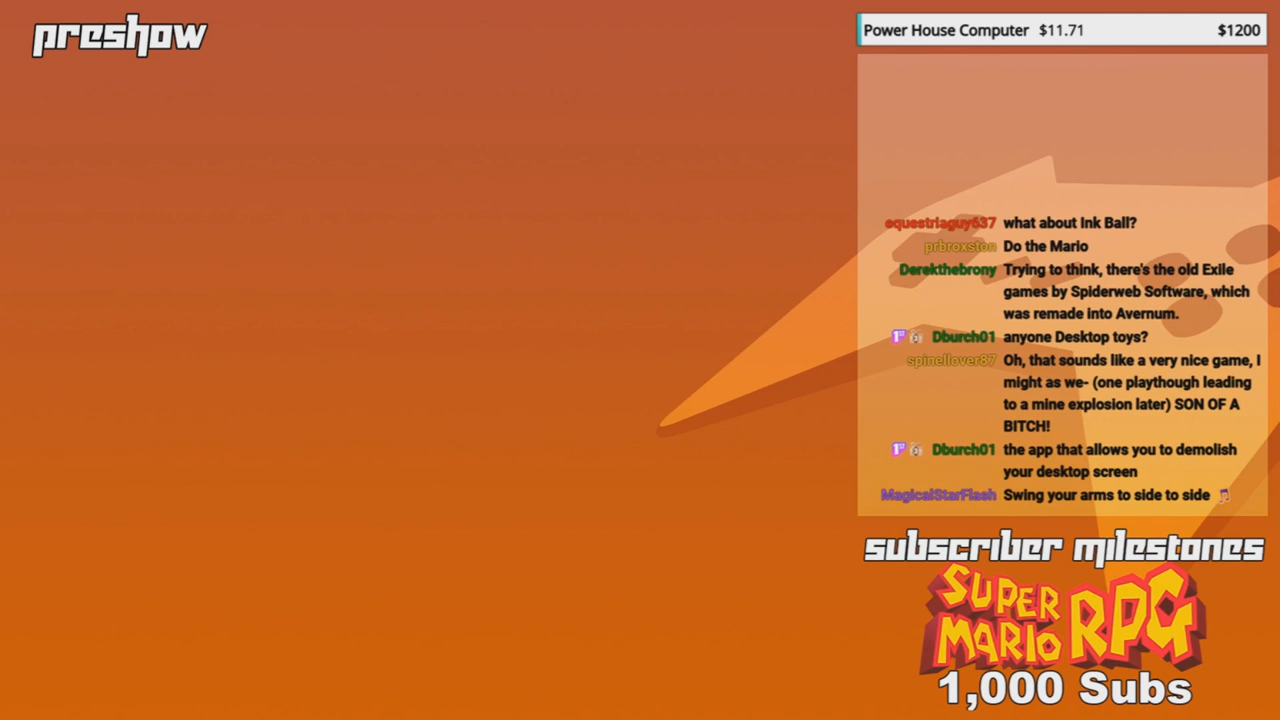 preshow
Power House Computer $11.71 $1200
equestriaguy637 what about Ink Ball?
prbroxston Do the Mario
Derekthebrony Trying to think, there's the old Exile
games by Spiderweb Software, which
was remade into Avernum.
Dburch01 anyone Desktop toys?
spinellover87 Oh, that sounds like a very nice game, I
might as we- (one playthough leading
to a mine explosion later) SON OF A
BITCH!
Dburch01 the app that allows you to demolish
your desktop screen
MagicalStarFlash Swing your arms to side to side 🎵
subscriber milestones
SUPER
MARIO RPG
1,000 Subs